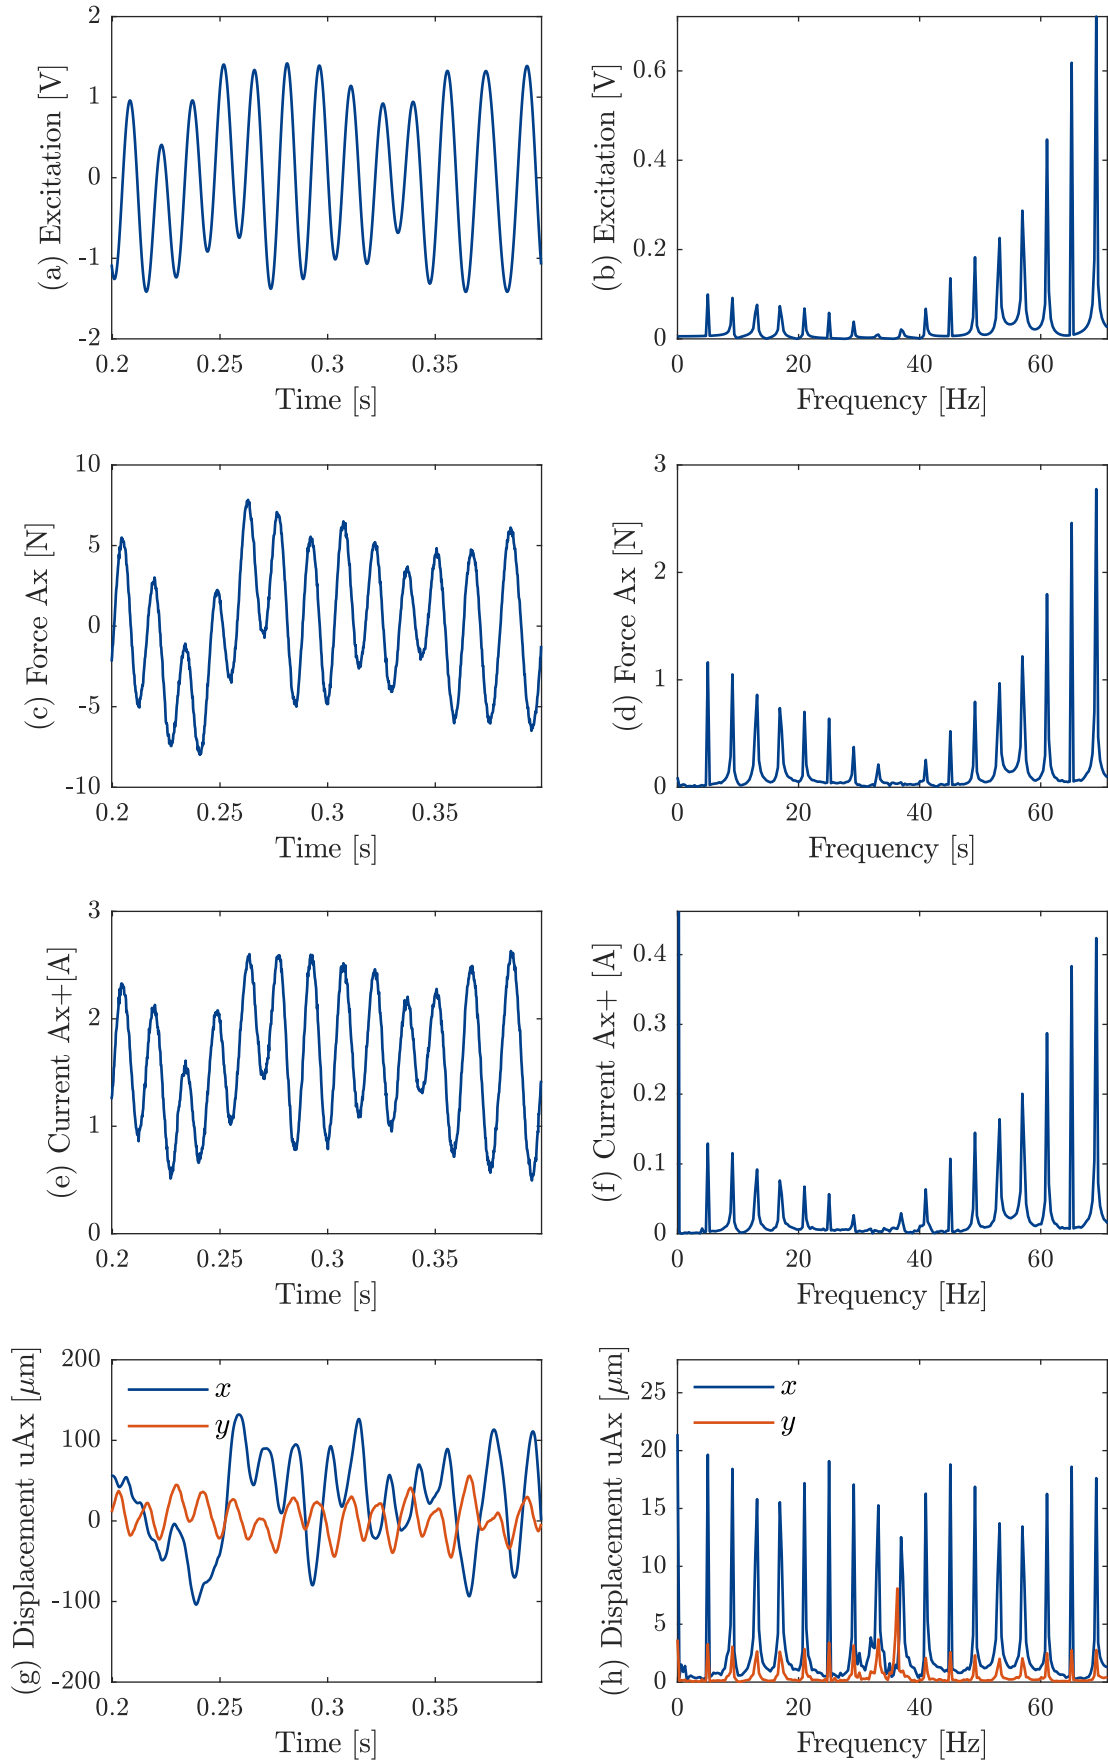 (a) Excitation [V]
2
1
0
-1
-2
0.2 0.25 0.3 0.35
Time [s]
(b) Excitation [V]
0.6
0.4
0.2
0
0 20 40 60
Frequency [Hz]
(c) Force Ax [N]
10
5
0
-5
-10
0.2 0.25 0.3 0.35
Time [s]
(d) Force Ax [N]
3
2
1
0
0 20 40 60
Frequency [s]
(e) Current Ax+[A]
3
2
1
0
0.2 0.25 0.3 0.35
Time [s]
(f) Current Ax+ [A]
0.4
0.3
0.2
0.1
0
0 20 40 60
Frequency [Hz]
(g) Displacement uAx [μm]
200
100
0
-100
-200
x
y
0.2 0.25 0.3 0.35
Time [s]
(h) Displacement uAx [μm]
25
20
15
10
5
0
x
y
0 20 40 60
Frequency [Hz]